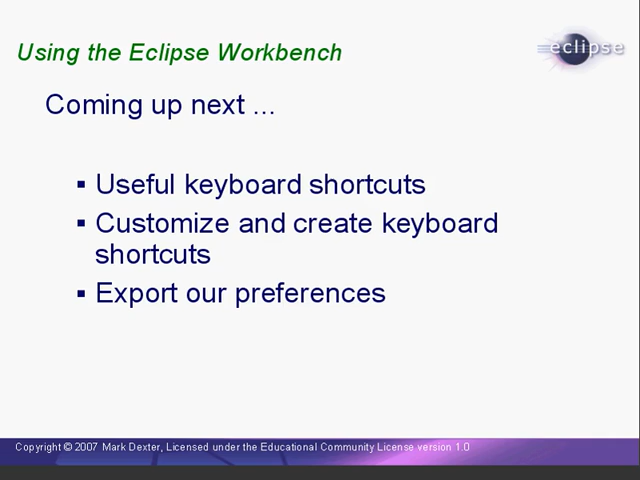 Using the Eclipse Workbench
eclipse
Coming up next ...
▪ Useful keyboard shortcuts
▪ Customize and create keyboard
shortcuts
▪ Export our preferences
Copyright © 2007 Mark Dexter, Licensed under the Educational Community License version 1.0